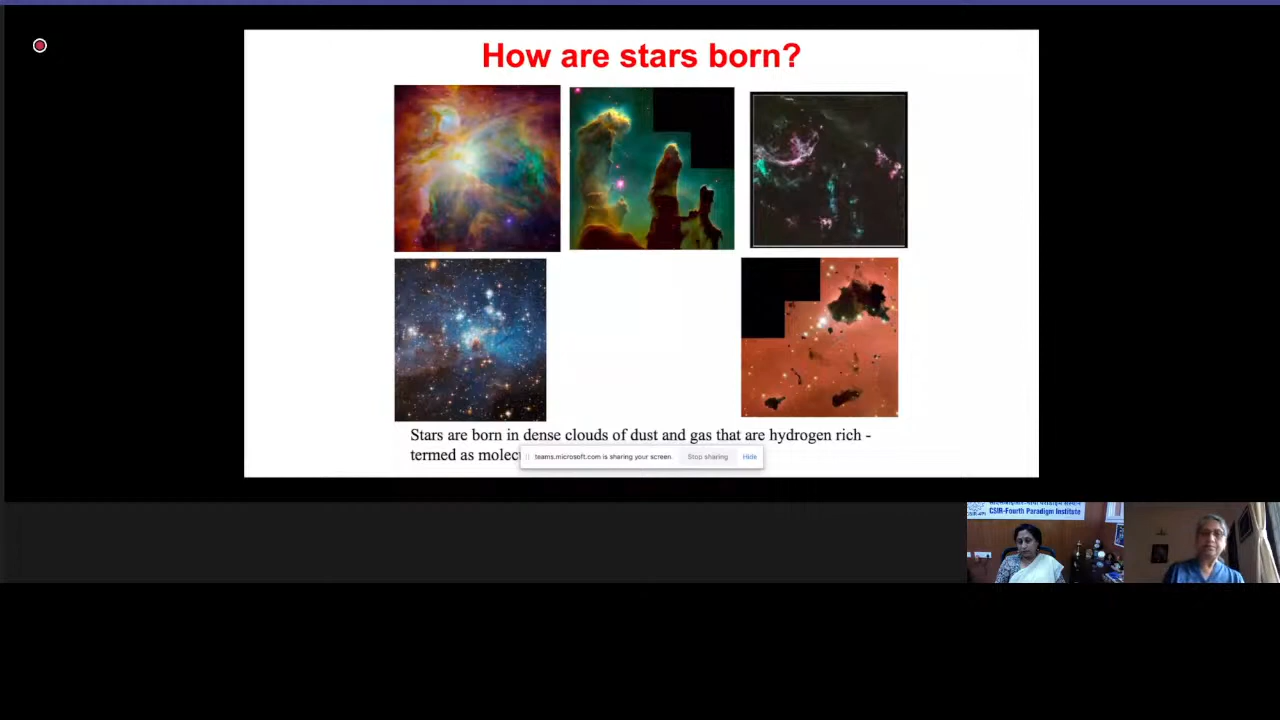 How are stars born?
Stars are born in dense clouds of dust and gas that are hydrogen rich -
termed as molec
teams.microsoft.com is sharing your screen. Stop sharing Hide
CSIR-Fourth Paradigm Institute